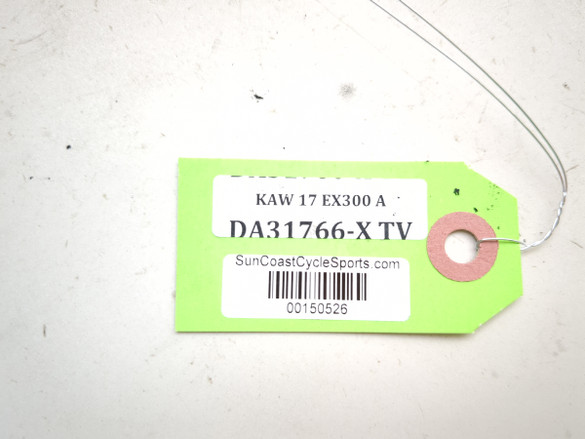 KAW 17 EX300 A
DA31766-X TV
SunCoastCycleSports.com
00150526